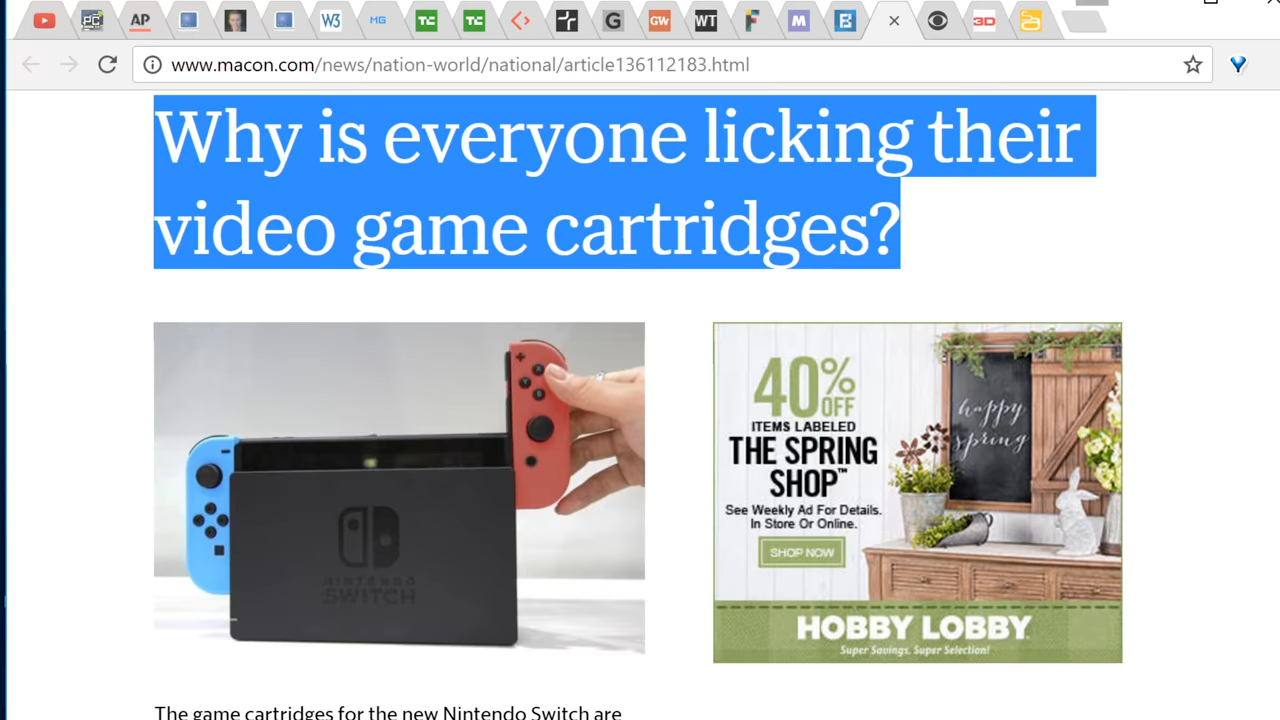 PC
AP
W3
MG
TC
TC
G
GW
WT
F
M
B
3D
www.macon.com/news/nation-world/national/article136112183.html
Why is everyone licking their
video game cartridges?
NINTENDO
SWITCH
40%
OFF
ITEMS LABELED
THE SPRING
SHOP™
See Weekly Ad For Details.
In Store Or Online.
SHOP NOW
happy
spring
HOBBY LOBBY®
Super Savings, Super Selection!
The game cartridges for the new Nintendo Switch are